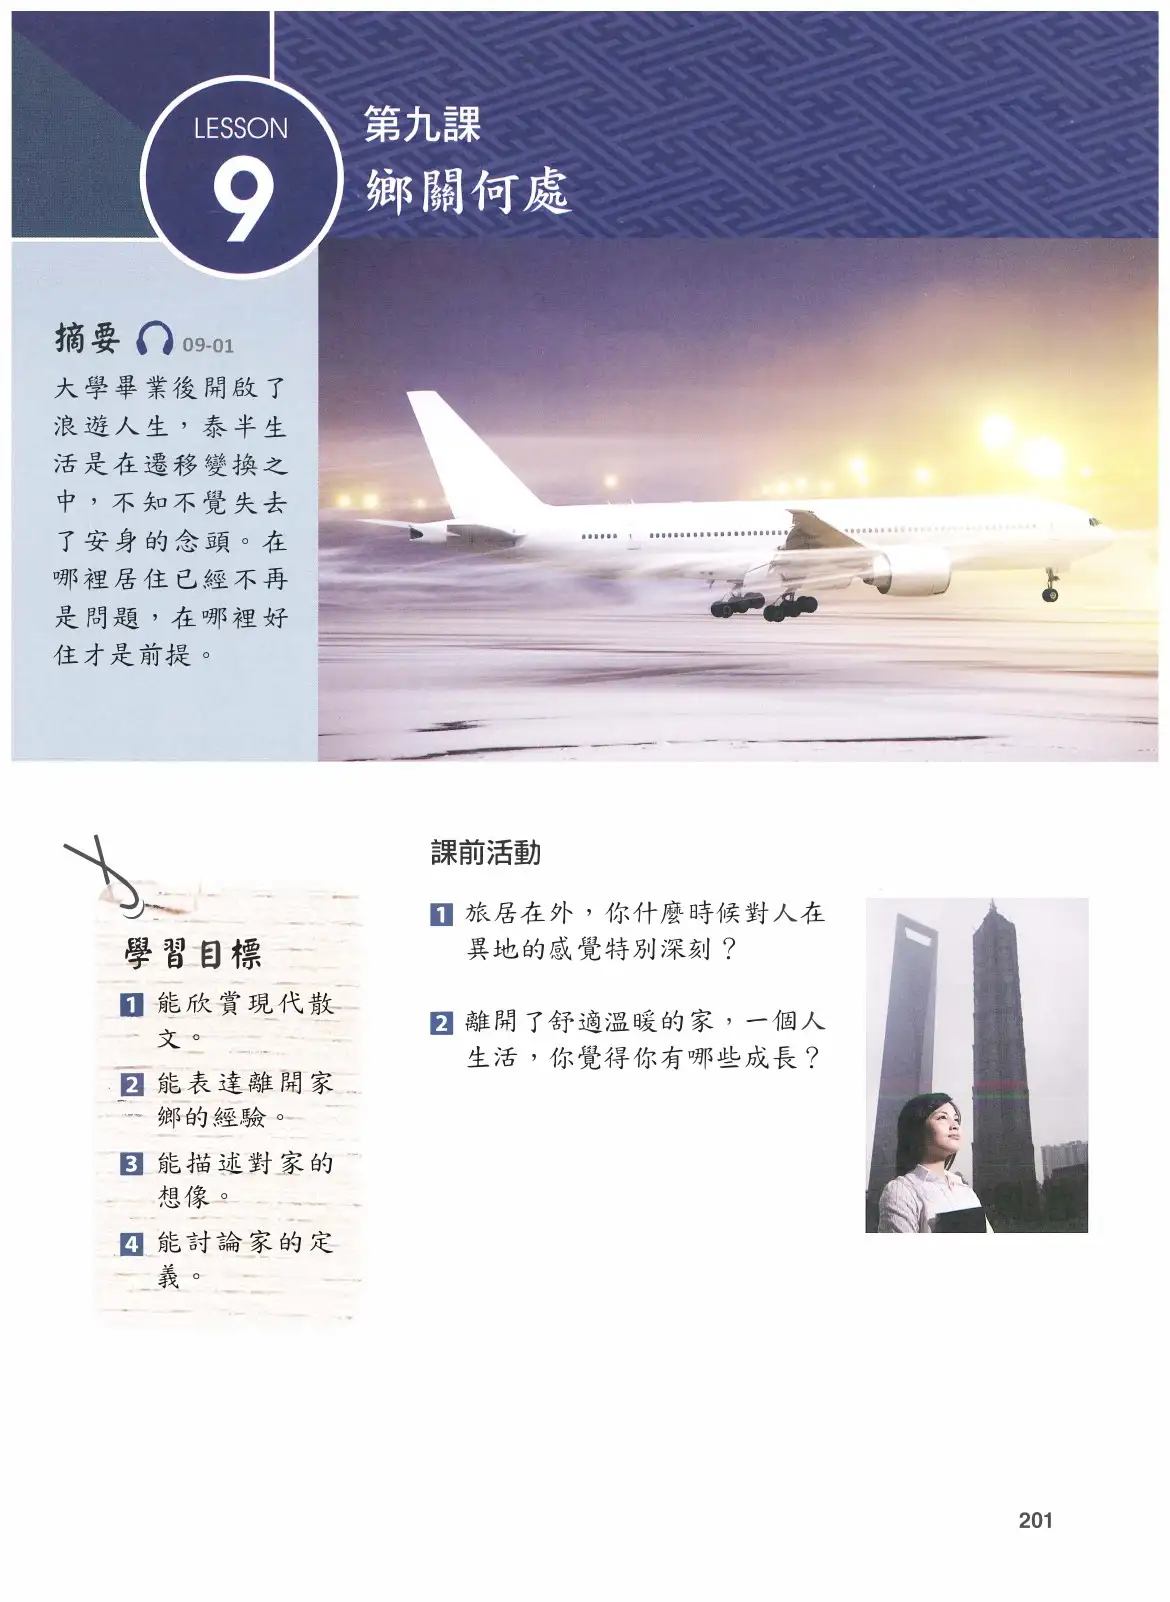 LESSON
9
第九課
鄉關何處
摘要 09-01
大學畢業後開啟了
浪遊人生，泰半生
活是在遷移變換之
中，不知不覺失去
了安身的念頭。在
哪裡居住已經不再
是問題，在哪裡好
住才是前提。
學習目標
1 能欣賞現代散
文。
2 能表達離開家
鄉的經驗。
3 能描述對家的
想像。
4 能討論家的定
義。
課前活動
1 旅居在外，你什麼時候對人在
異地的感覺特別深刻？
2 離開了舒適溫暖的家，一個人
生活，你覺得你有哪些成長？
201